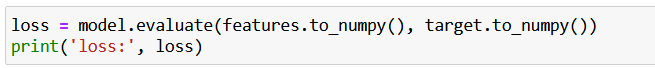 loss = model.evaluate(features.to_numpy(), target.to_numpy())
print('loss:', loss)